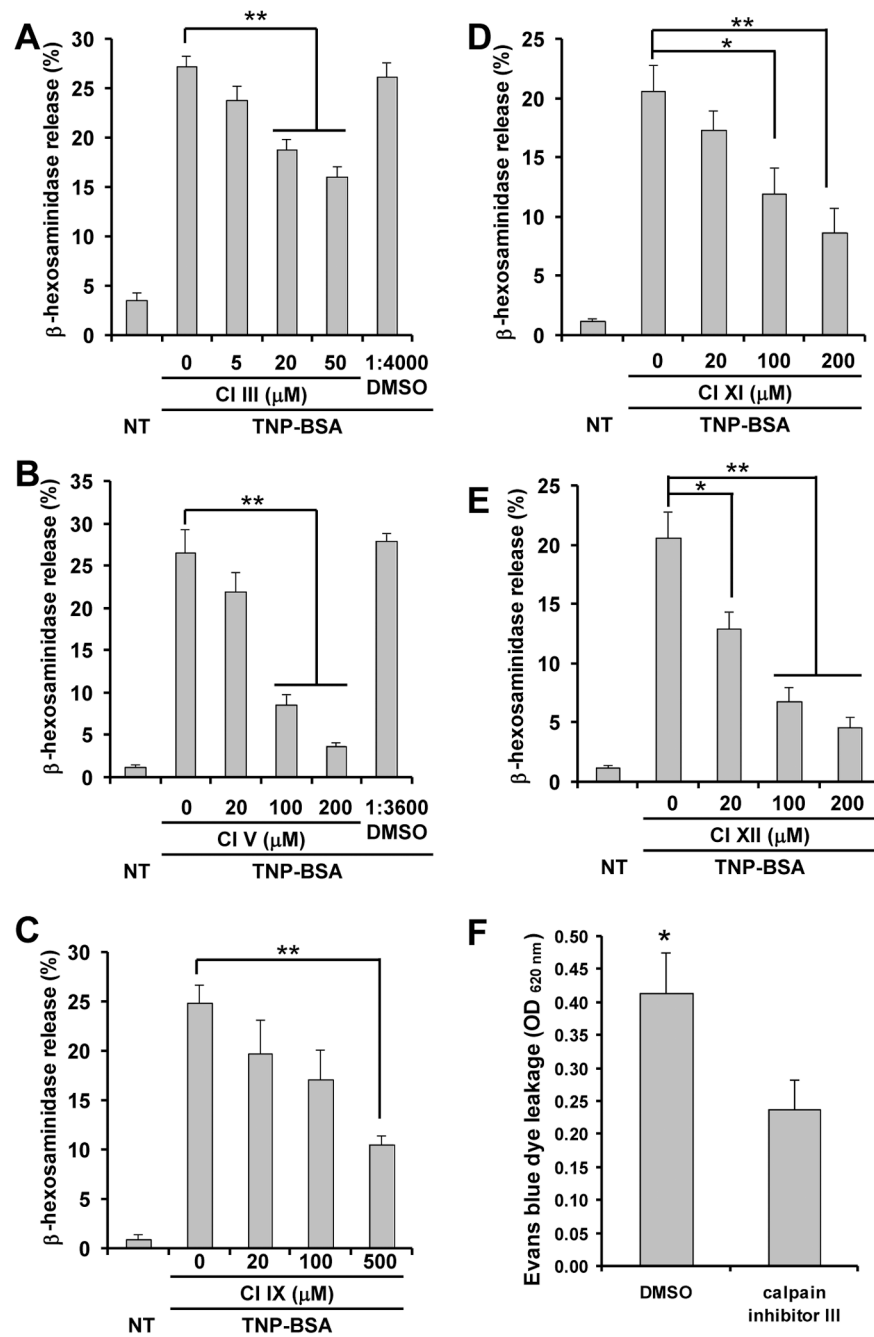 A
β-hexosaminidase release (%)
**
35
30
25
20
15
10
5
0
0 5 20 50 1:4000
CI III (μM) DMSO
NT TNP-BSA
B
β-hexosaminidase release (%)
**
35
30
25
20
15
10
5
0
0 20 100 200 1:3600
CI V (μM) DMSO
NT TNP-BSA
C
β-hexosaminidase release (%)
**
30
25
20
15
10
5
0
0 20 100 500
CI IX (μM)
NT TNP-BSA
D
β-hexosaminidase release (%)
**
*
25
20
15
10
5
0
0 20 100 200
CI XI (μM)
NT TNP-BSA
E
β-hexosaminidase release (%)
**
*
25
20
15
10
5
0
0 20 100 200
CI XII (μM)
NT TNP-BSA
F
Evans blue dye leakage (OD 620 nm)
*
0.50
0.45
0.40
0.35
0.30
0.25
0.20
0.15
0.10
0.05
0.00
DMSO calpain
inhibitor III